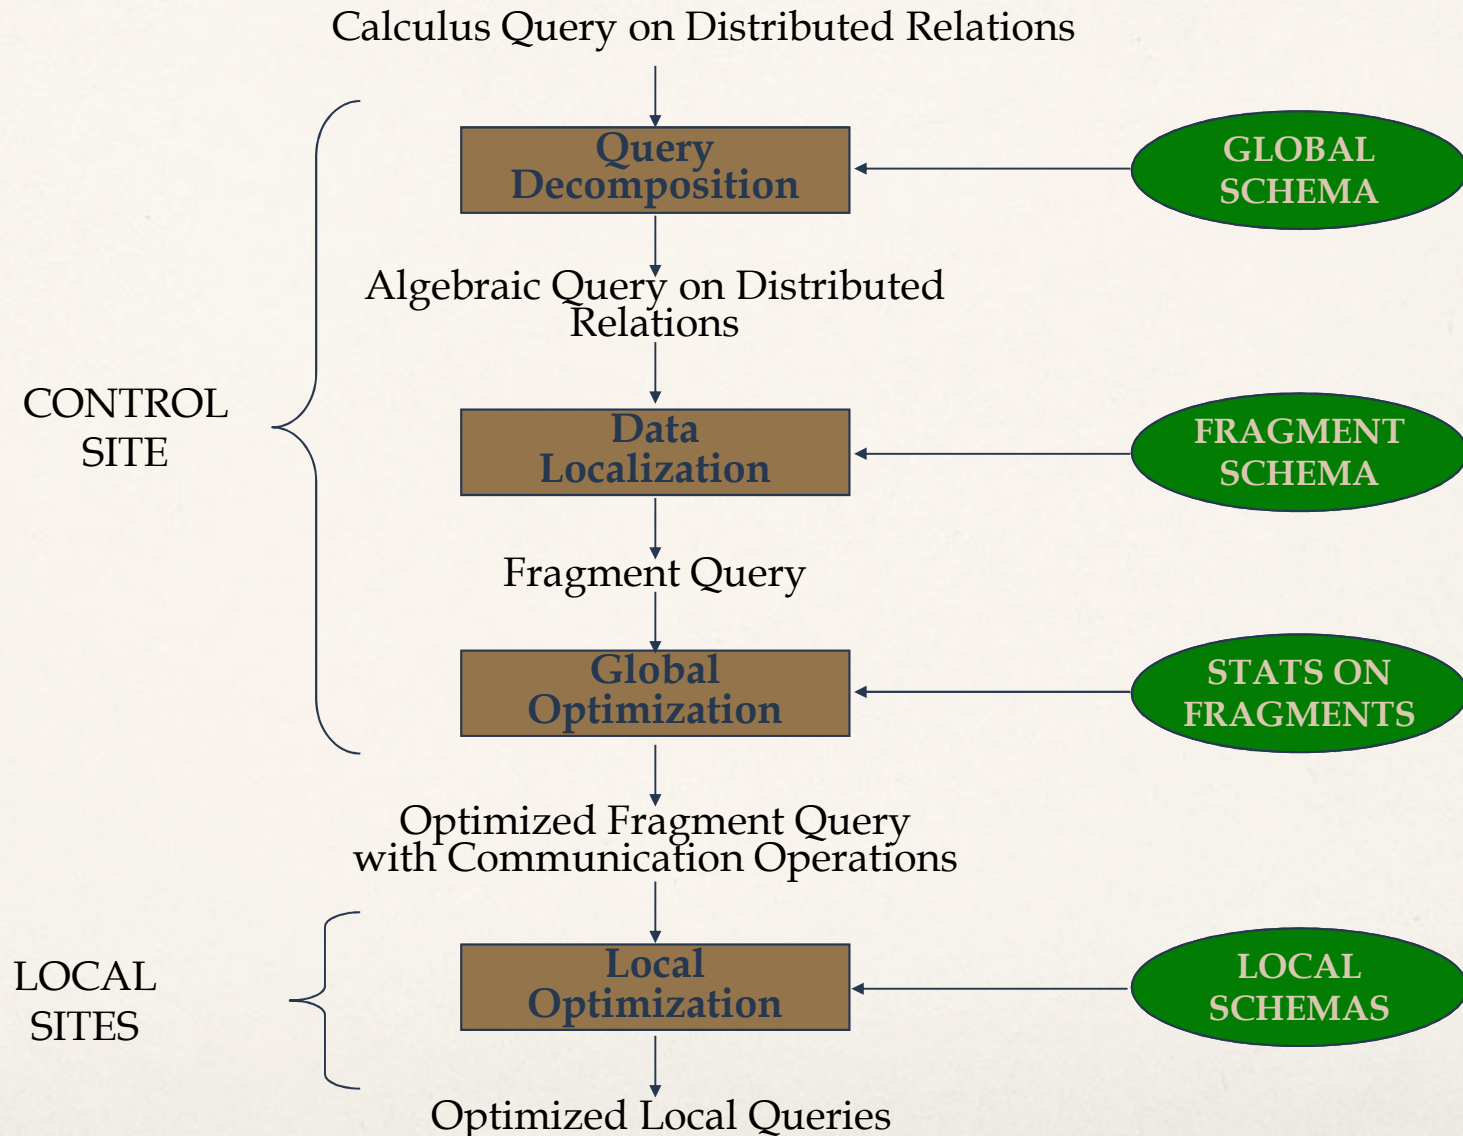 Calculus Query on Distributed Relations
Query
Decomposition
GLOBAL
SCHEMA
Algebraic Query on Distributed
Relations
CONTROL
SITE
Data
Localization
FRAGMENT
SCHEMA
Fragment Query
Global
Optimization
STATS ON
FRAGMENTS
Optimized Fragment Query
with Communication Operations
LOCAL
SITES
Local
Optimization
LOCAL
SCHEMAS
Optimized Local Queries